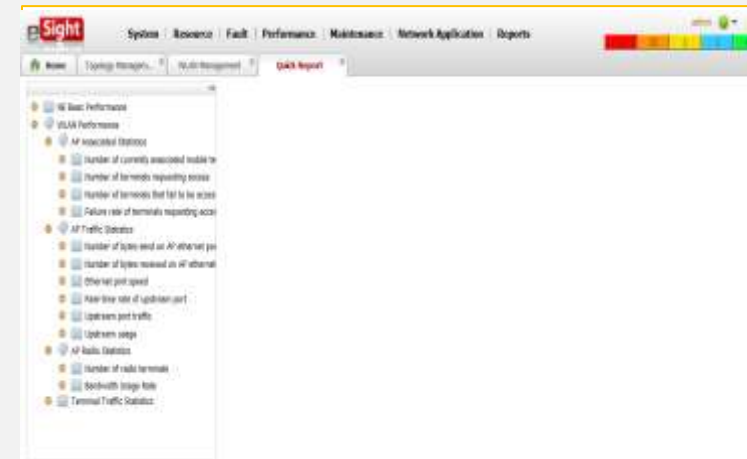 eSight
System Resource Fault Performance Maintenance Network Application Reports
admin
Home Topology Managem.. WLAN Management Quick Report
NE Basic Performance
WLAN Performance
AP Associated Statistics
Number of currently associated mobile te
Number of terminals requesting access
Number of terminals that fail to be acces
Failure rate of terminals requesting acce
AP Traffic Statistics
Number of bytes send on AP ethernet por
Number of bytes received on AP ethernet
Ethernet port speed
Real-time rate of upstream port
Upstream port traffic
Upstream usage
AP Radio Statistics
Number of radio terminals
Bandwidth Usage Rate
Terminal Traffic Statistics